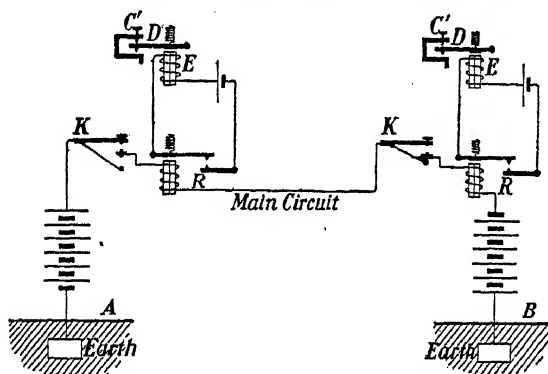 C' D E
K R
Main Circuit
A
Earth
C' D E
K R
B
Earth